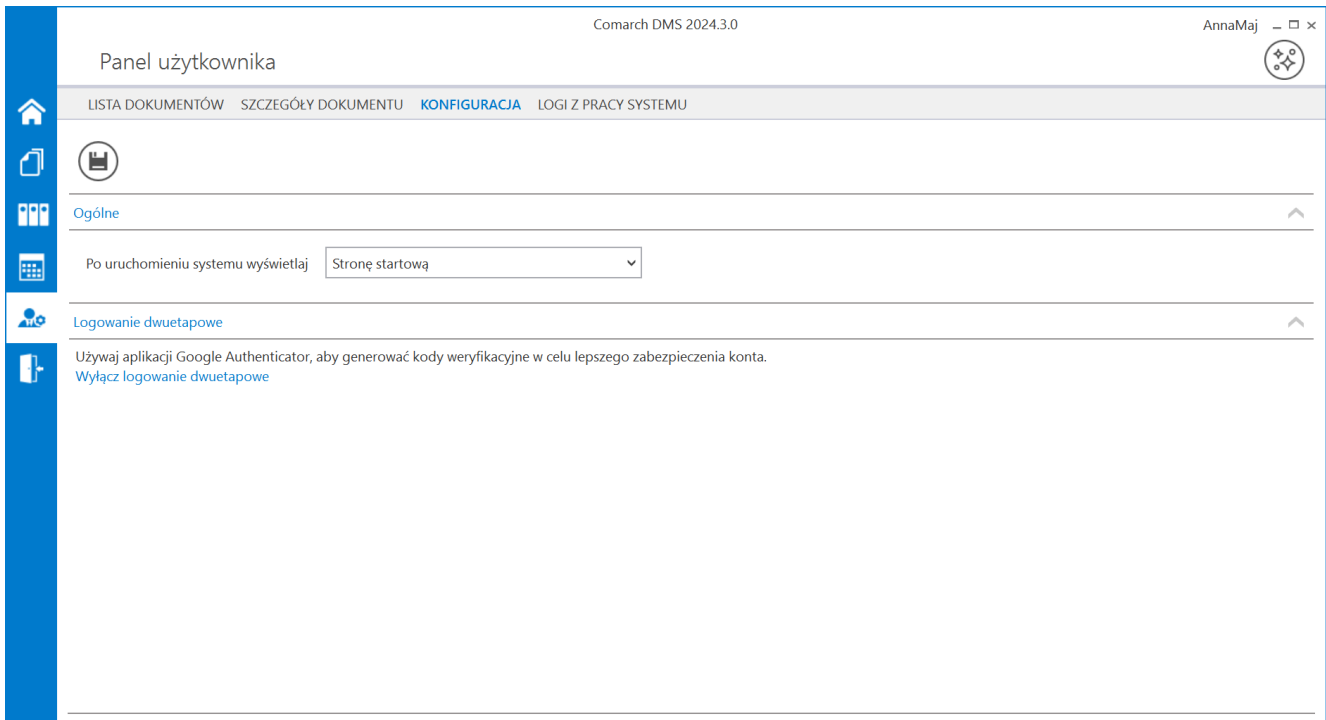 Comarch DMS 2024.3.0
AnnaMaj
Panel użytkownika
LISTA DOKUMENTÓW SZCZEGÓŁY DOKUMENTU KONFIGURACJA LOGI Z PRACY SYSTEMU
Ogólne
Po uruchomieniu systemu wyświetlaj Stronę startową
Logowanie dwuetapowe
Używaj aplikacji Google Authenticator, aby generować kody weryfikacyjne w celu lepszego zabezpieczenia konta.
Wyłącz logowanie dwuetapowe